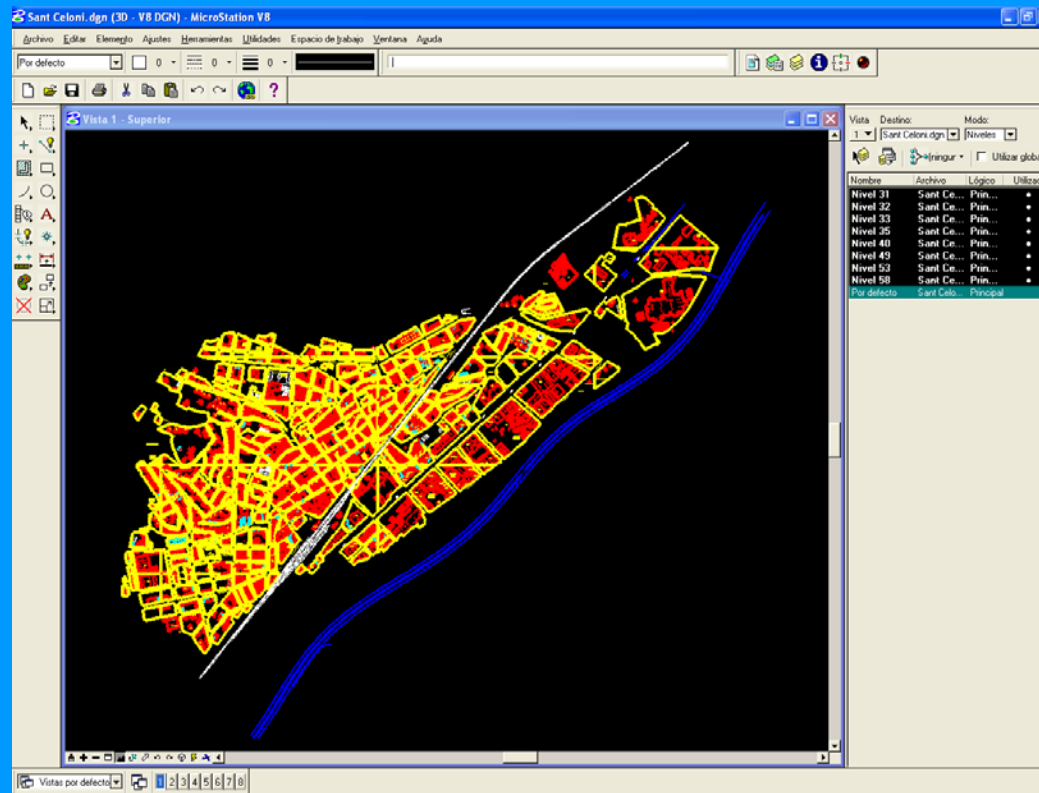 Sant Celoni.dgn (3D - V8 DGN) - MicroStation V8
Archivo Editar Elemento Ajustes Herramientas Utilidades Espacio de trabajo Ventana Ayuda
Por defecto 0 0 0
Vista 1 - Superior
Vista Destino: Modo:
1 Sant Celoni.dgn Niveles
(ningur Utilizar globa
Nombre Archivo Lógico Utilizad
Nivel 31 Sant Ce... Prin...
Nivel 32 Sant Ce... Prin...
Nivel 33 Sant Ce... Prin...
Nivel 35 Sant Ce... Prin...
Nivel 40 Sant Ce... Prin...
Nivel 49 Sant Ce... Prin...
Nivel 53 Sant Ce... Prin...
Nivel 58 Sant Ce... Prin...
Por defecto Sant Celo... Principal
Vistas por defecto 1 2 3 4 5 6 7 8